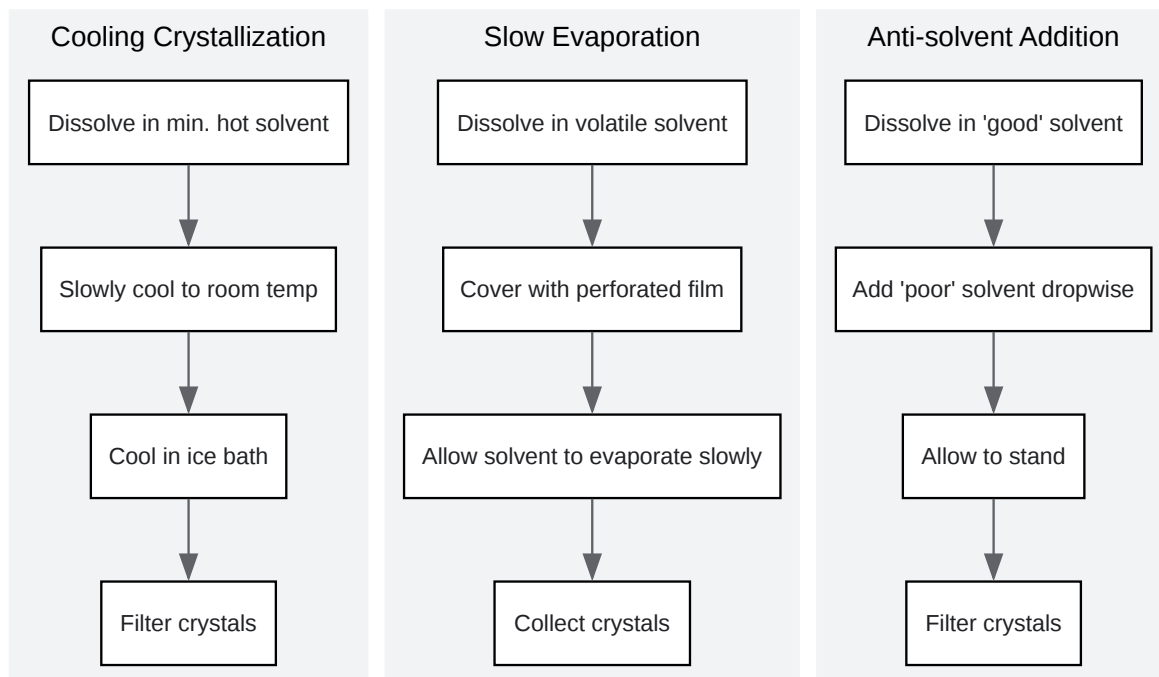 Cooling Crystallization
Dissolve in min. hot solvent
Slowly cool to room temp
Cool in ice bath
Filter crystals
Slow Evaporation
Dissolve in volatile solvent
Cover with perforated film
Allow solvent to evaporate slowly
Collect crystals
Anti-solvent Addition
Dissolve in 'good' solvent
Add 'poor' solvent dropwise
Allow to stand
Filter crystals